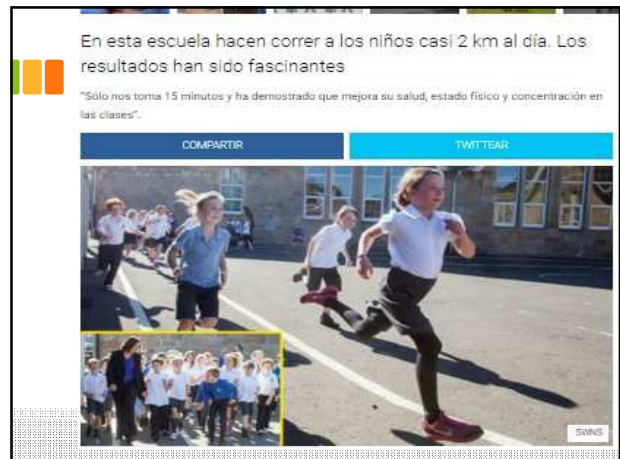 En esta escuela hacen correr a los niños casi 2 km al día. Los
resultados han sido fascinantes
"Sólo nos toma 15 minutos y ha demostrado que mejora su salud, estado físico y concentración en
las clases".
COMPARTIR
TWITTEAR
SWNS